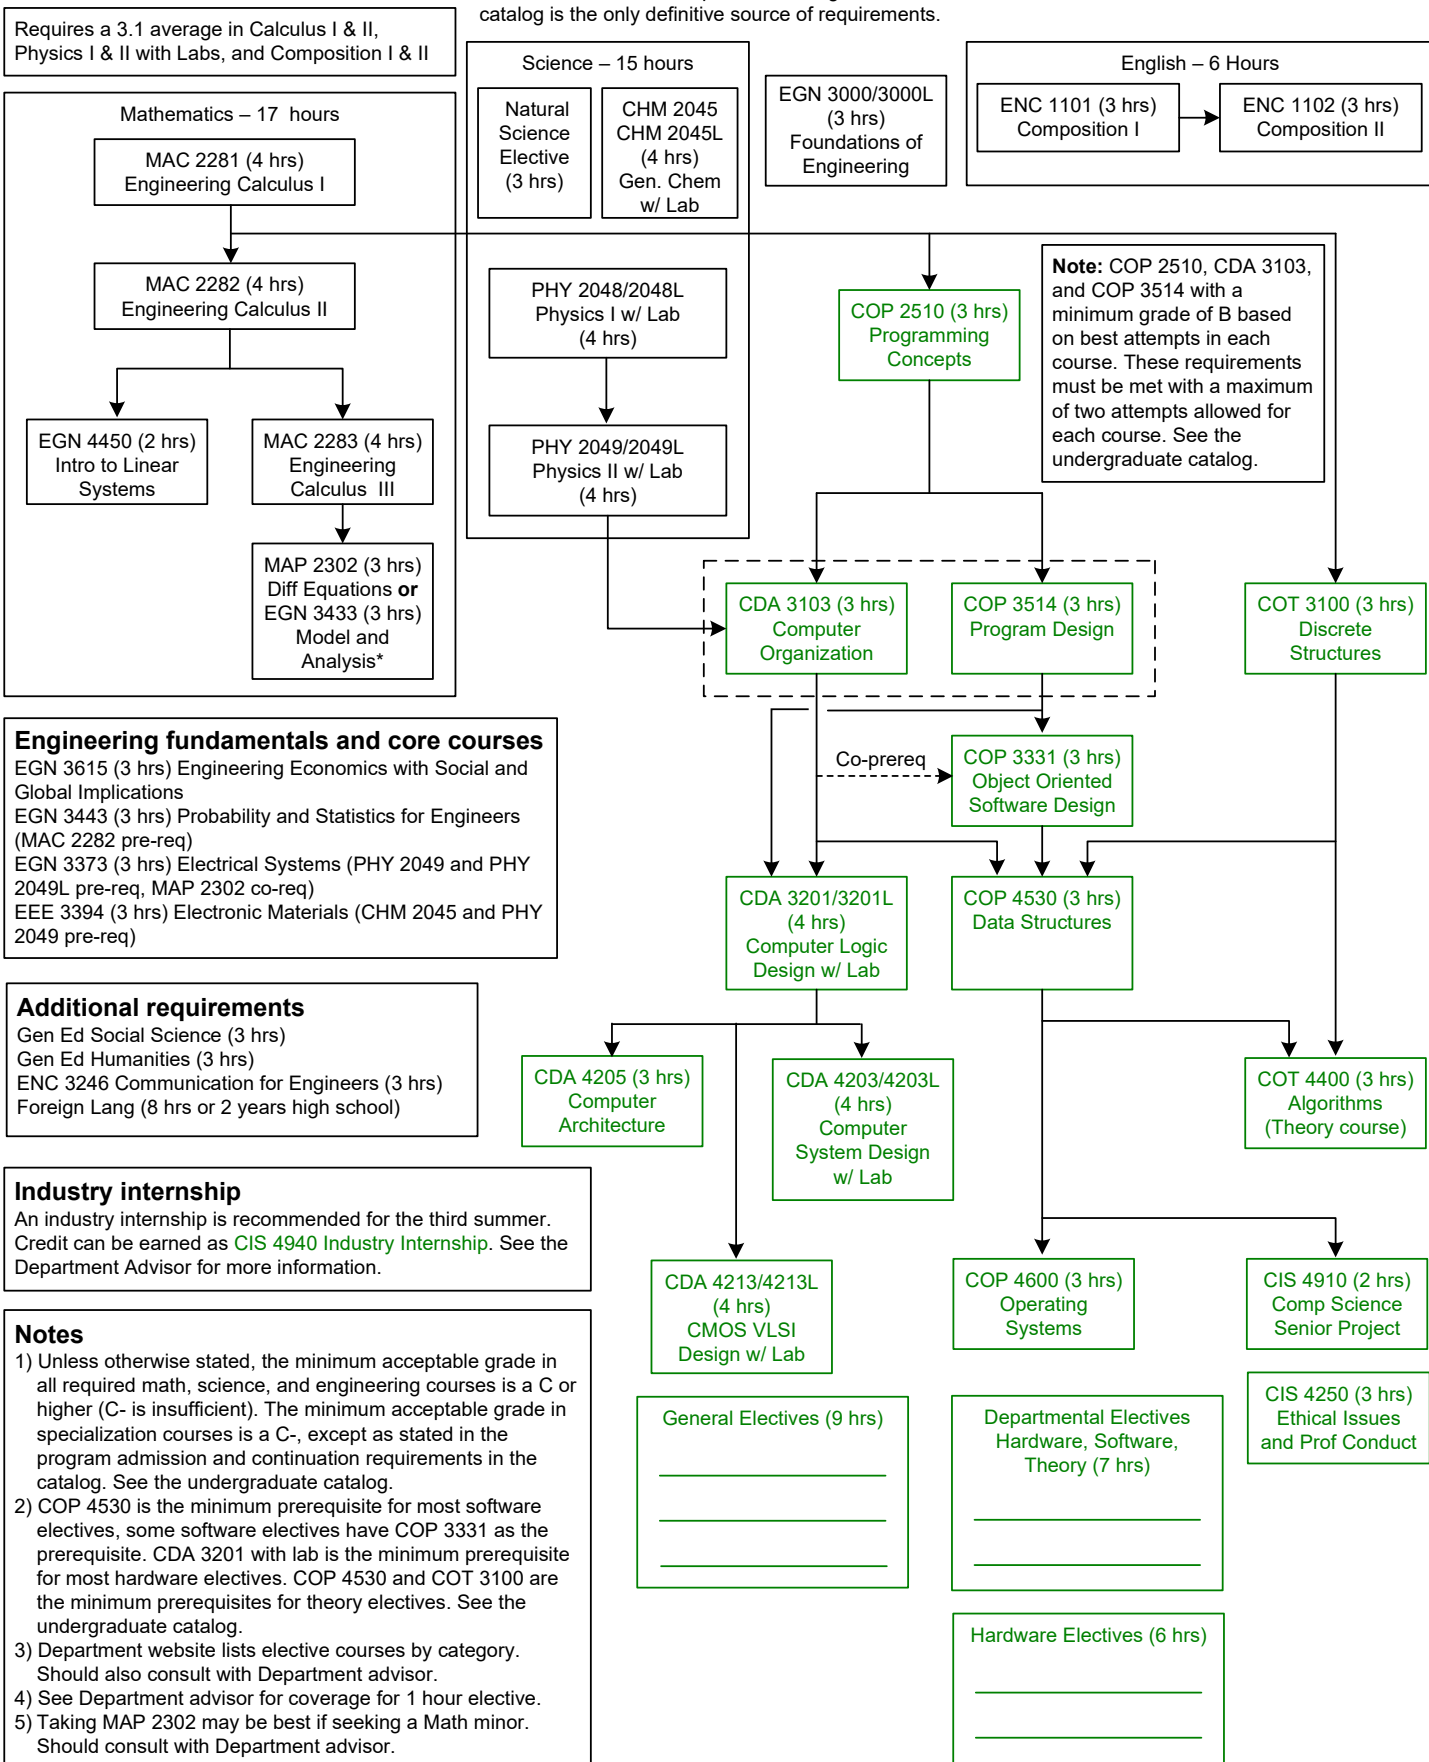 catalog is the only definitive source of requirements.
Requires a 3.1 average in Calculus I & II,
Physics I & II with Labs, and Composition I & II
Mathematics – 17 hours
MAC 2281 (4 hrs)
Engineering Calculus I
MAC 2282 (4 hrs)
Engineering Calculus II
EGN 4450 (2 hrs)
Intro to Linear
Systems
MAC 2283 (4 hrs)
Engineering
Calculus III
MAP 2302 (3 hrs)
Diff Equations or
EGN 3433 (3 hrs)
Model and
Analysis*
Science – 15 hours
Natural
Science
Elective
(3 hrs)
CHM 2045
CHM 2045L
(4 hrs)
Gen. Chem
w/ Lab
PHY 2048/2048L
Physics I w/ Lab
(4 hrs)
PHY 2049/2049L
Physics II w/ Lab
(4 hrs)
EGN 3000/3000L
(3 hrs)
Foundations of
Engineering
English – 6 Hours
ENC 1101 (3 hrs)
Composition I
ENC 1102 (3 hrs)
Composition II
COP 2510 (3 hrs)
Programming
Concepts
Note: COP 2510, CDA 3103,
and COP 3514 with a
minimum grade of B based
on best attempts in each
course. These requirements
must be met with a maximum
of two attempts allowed for
each course. See the
undergraduate catalog.
CDA 3103 (3 hrs)
Computer
Organization
COP 3514 (3 hrs)
Program Design
COT 3100 (3 hrs)
Discrete
Structures
Co-prereq
COP 3331 (3 hrs)
Object Oriented
Software Design
CDA 3201/3201L
(4 hrs)
Computer Logic
Design w/ Lab
COP 4530 (3 hrs)
Data Structures
CDA 4205 (3 hrs)
Computer
Architecture
CDA 4203/4203L
(4 hrs)
Computer
System Design
w/ Lab
COT 4400 (3 hrs)
Algorithms
(Theory course)
CDA 4213/4213L
(4 hrs)
CMOS VLSI
Design w/ Lab
COP 4600 (3 hrs)
Operating
Systems
CIS 4910 (2 hrs)
Comp Science
Senior Project
CIS 4250 (3 hrs)
Ethical Issues
and Prof Conduct
General Electives (9 hrs)
Departmental Electives
Hardware, Software,
Theory (7 hrs)
Hardware Electives (6 hrs)
Engineering fundamentals and core courses
EGN 3615 (3 hrs) Engineering Economics with Social and
Global Implications
EGN 3443 (3 hrs) Probability and Statistics for Engineers
(MAC 2282 pre-req)
EGN 3373 (3 hrs) Electrical Systems (PHY 2049 and PHY
2049L pre-req, MAP 2302 co-req)
EEE 3394 (3 hrs) Electronic Materials (CHM 2045 and PHY
2049 pre-req)
Additional requirements
Gen Ed Social Science (3 hrs)
Gen Ed Humanities (3 hrs)
ENC 3246 Communication for Engineers (3 hrs)
Foreign Lang (8 hrs or 2 years high school)
Industry internship
An industry internship is recommended for the third summer.
Credit can be earned as CIS 4940 Industry Internship. See the
Department Advisor for more information.
Notes
1) Unless otherwise stated, the minimum acceptable grade in
all required math, science, and engineering courses is a C or
higher (C- is insufficient). The minimum acceptable grade in
specialization courses is a C-, except as stated in the
program admission and continuation requirements in the
catalog. See the undergraduate catalog.
2) COP 4530 is the minimum prerequisite for most software
electives, some software electives have COP 3331 as the
prerequisite. CDA 3201 with lab is the minimum prerequisite
for most hardware electives. COP 4530 and COT 3100 are
the minimum prerequisites for theory electives. See the
undergraduate catalog.
3) Department website lists elective courses by category.
Should also consult with Department advisor.
4) See Department advisor for coverage for 1 hour elective.
5) Taking MAP 2302 may be best if seeking a Math minor.
Should consult with Department advisor.